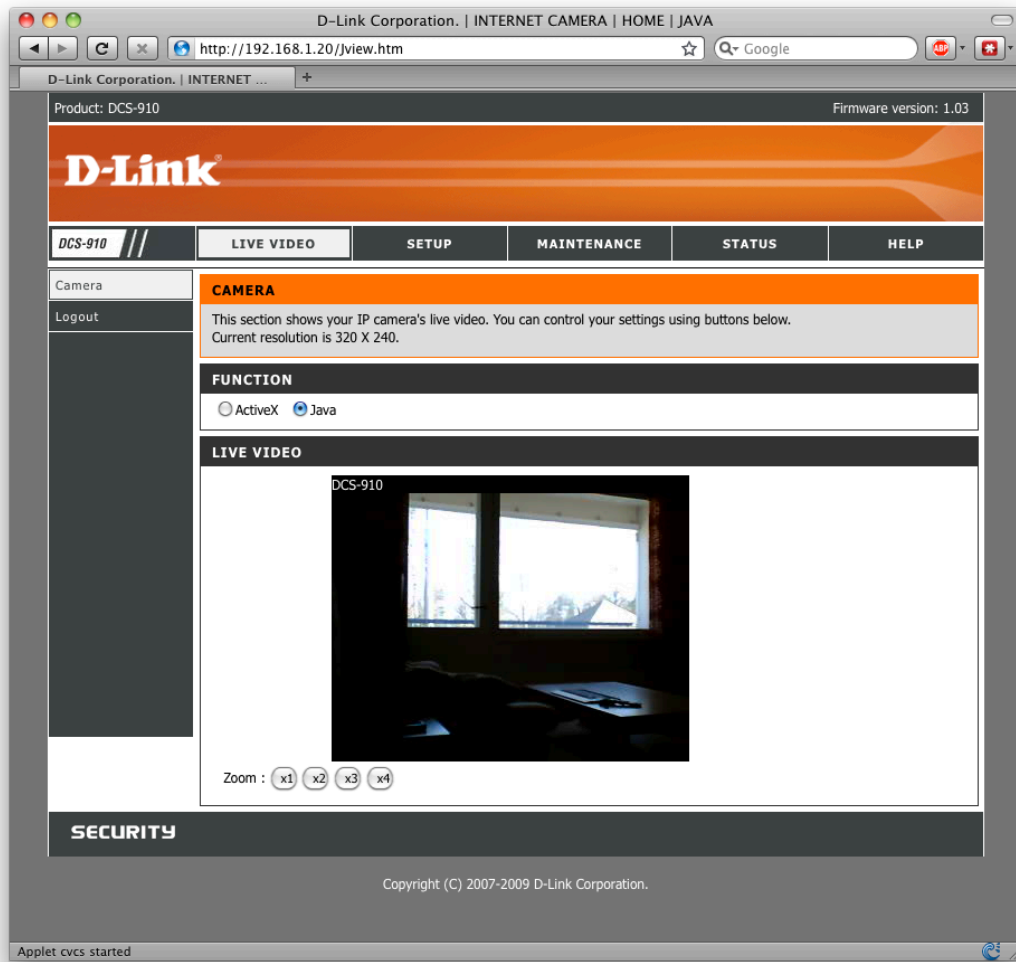 D-Link Corporation. | INTERNET CAMERA | HOME | JAVA
http://192.168.1.20/Jview.htm
Google
ABP
D-Link Corporation. | INTERNET ...
+
Product: DCS-910
Firmware version: 1.03
D-Link®
DCS-910
LIVE VIDEO
SETUP
MAINTENANCE
STATUS
HELP
Camera
Logout
CAMERA
This section shows your IP camera's live video. You can control your settings using buttons below.
Current resolution is 320 X 240.
FUNCTION
ActiveX
Java
LIVE VIDEO
DCS-910
Zoom : x1 x2 x3 x4
SECURITY
Copyright (C) 2007-2009 D-Link Corporation.
Applet cvcs started